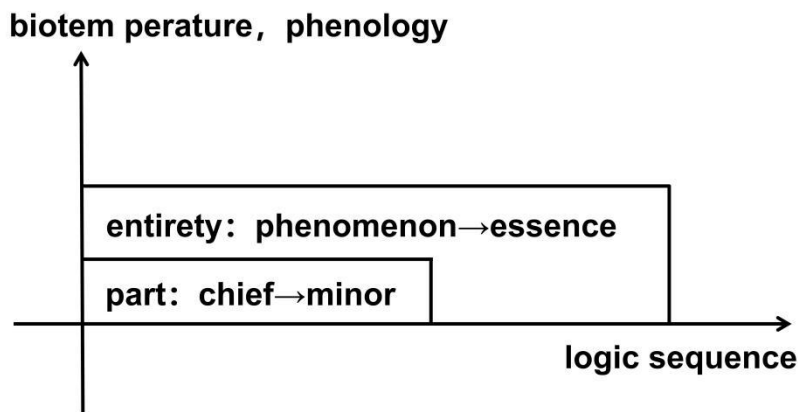 biotem perature, phenology
entirety: phenomenon→essence
part: chief→minor
logic sequence